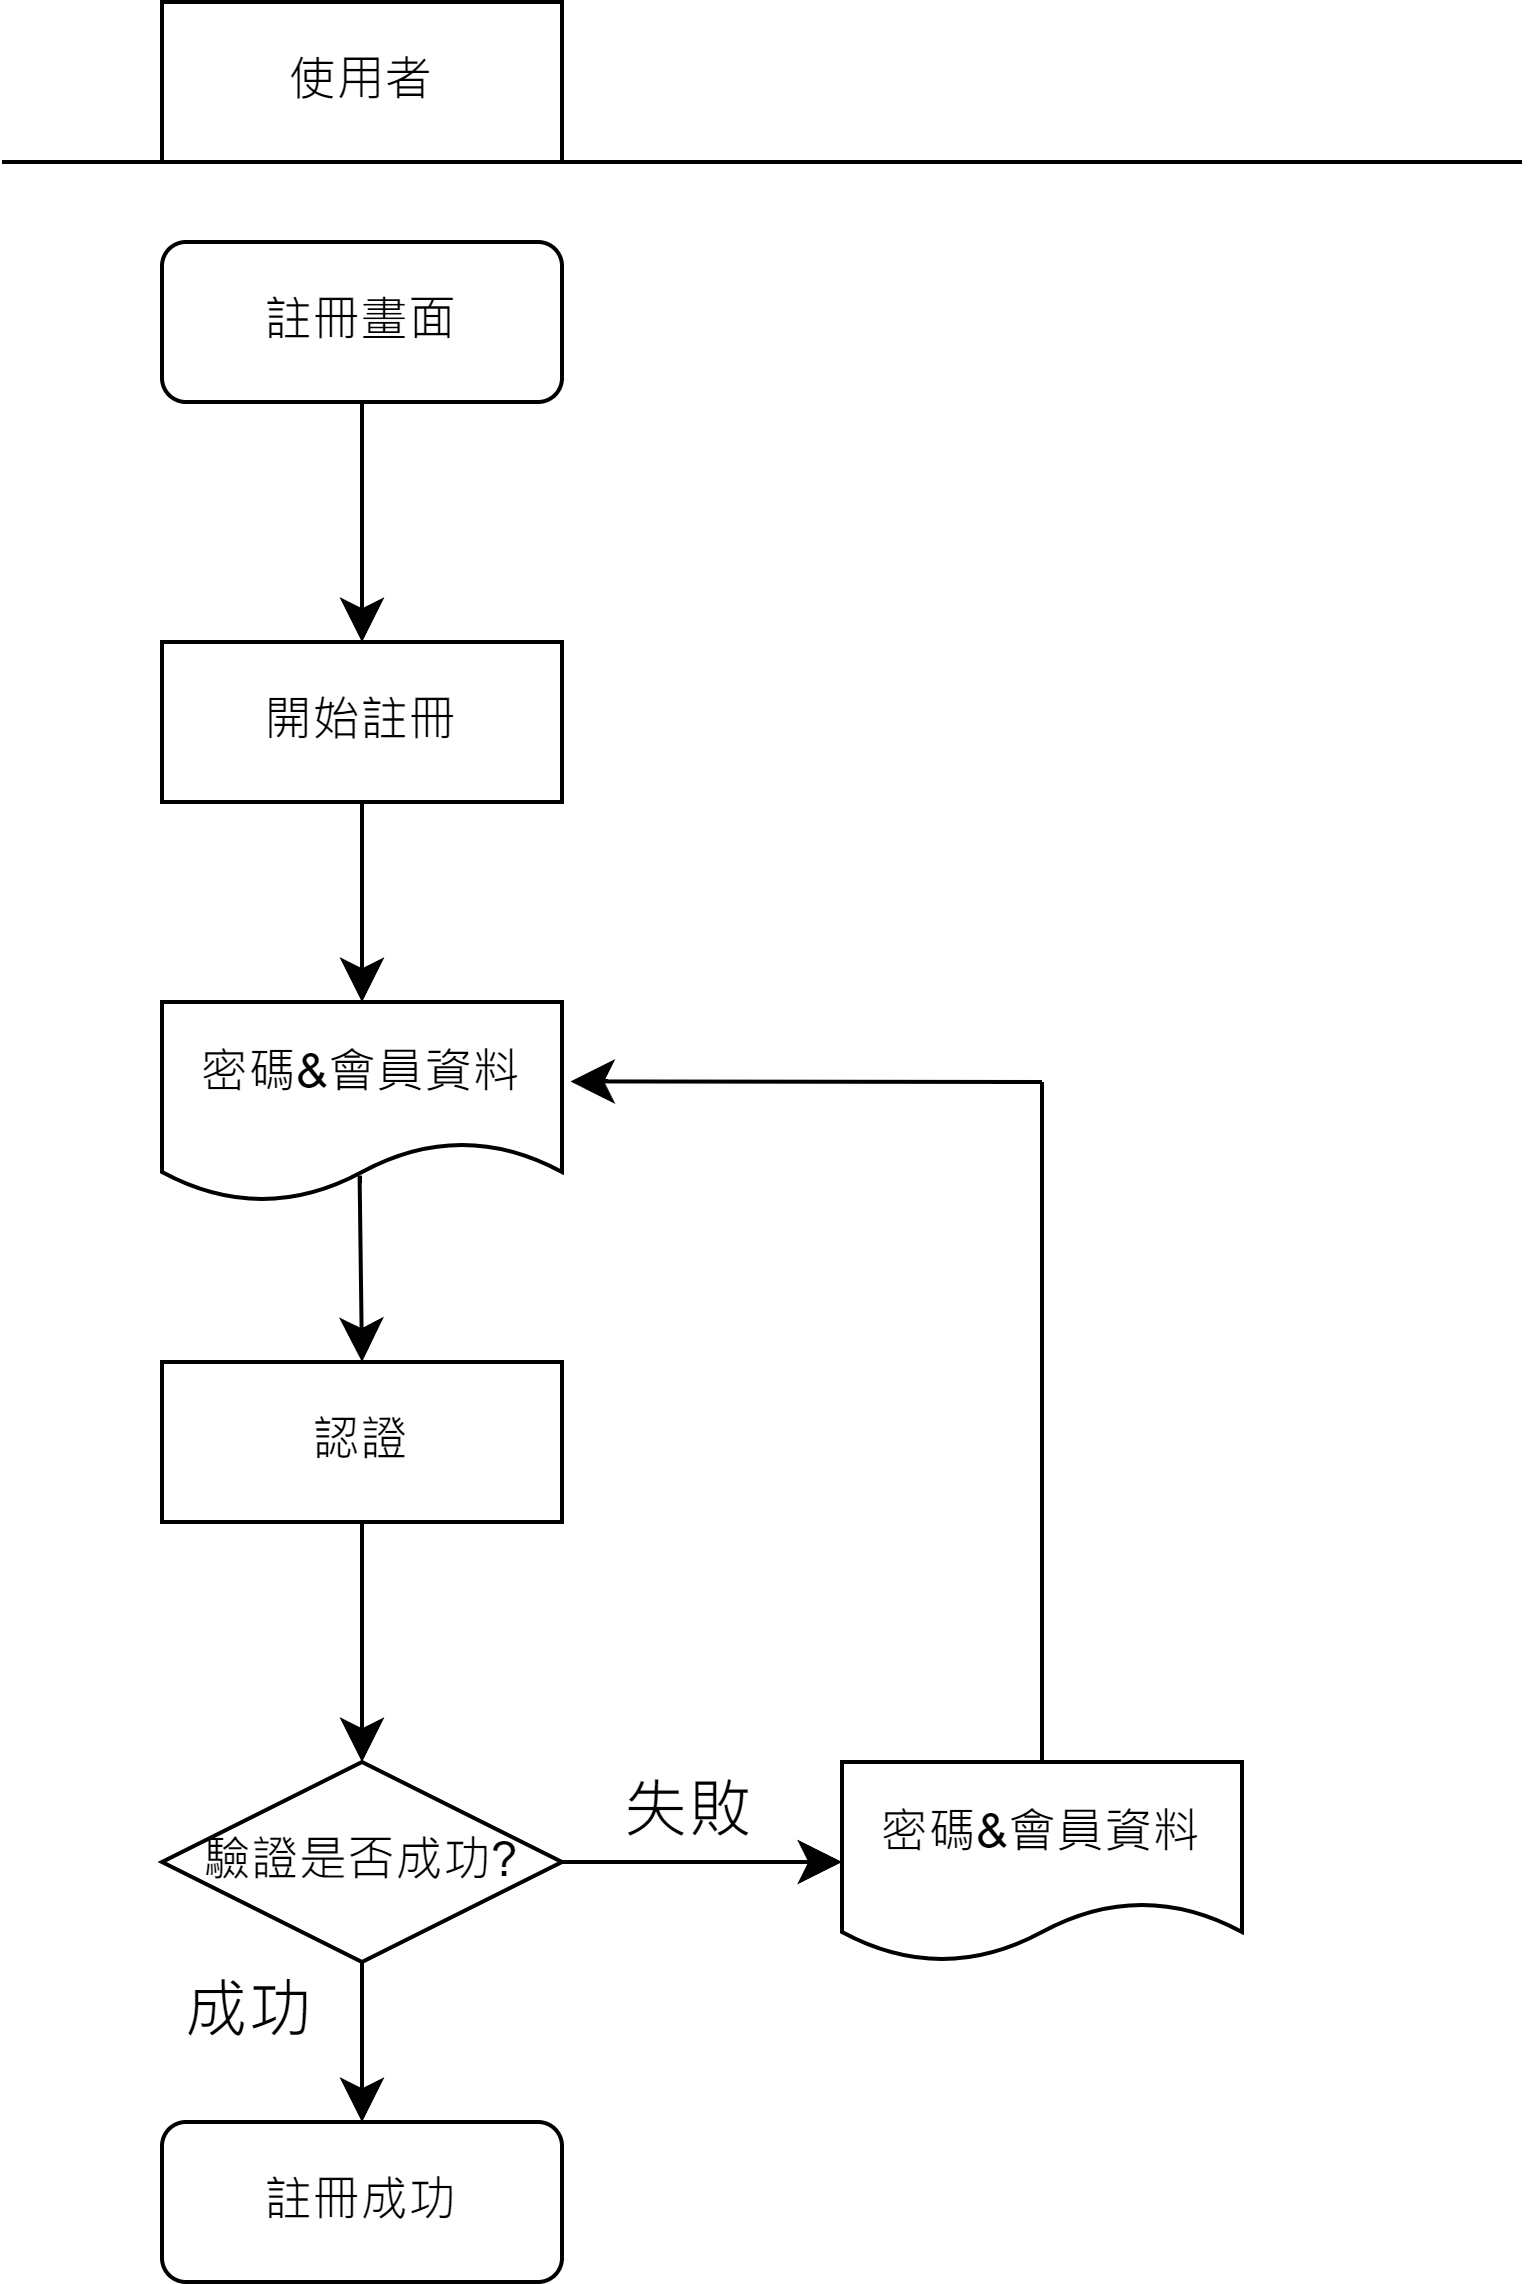 使用者
註冊畫面
開始註冊
密碼&會員資料
認證
驗證是否成功?
失敗
密碼&會員資料
成功
註冊成功